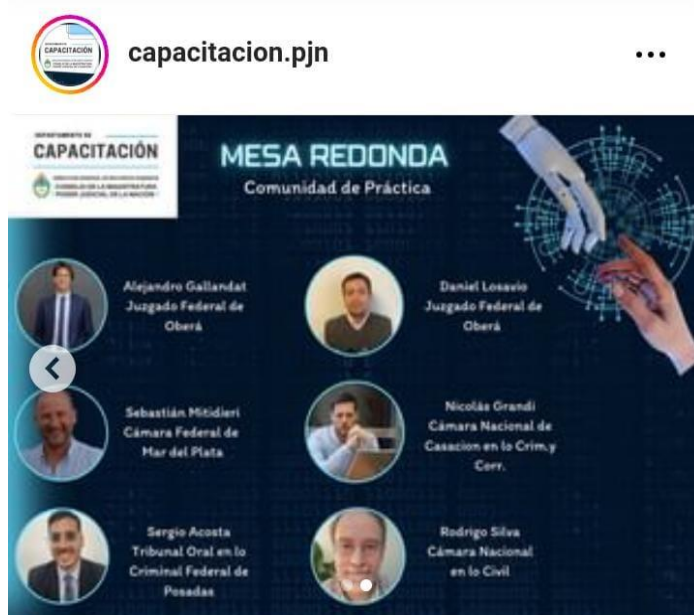 capacitacion.pjn
DEPARTAMENTO DE
CAPACITACIÓN
CONSEJO DE LA MAGISTRATURA
PODER JUDICIAL DE LA NACIÓN
MESA REDONDA
Comunidad de Práctica
Alejandro Gallandat
Juzgado Federal de
Oberá
Daniel Losavio
Juzgado Federal de
Oberá
Sebastián Mitidieri
Cámara Federal de
Mar del Plata
Nicolás Grandi
Cámara Nacional de
Casacion en lo Crim.y
Corr.
Sergio Acosta
Tribunal Oral en lo
Criminal Federal de
Posadas
Rodrigo Silva
Cámara Nacional
en lo Civil